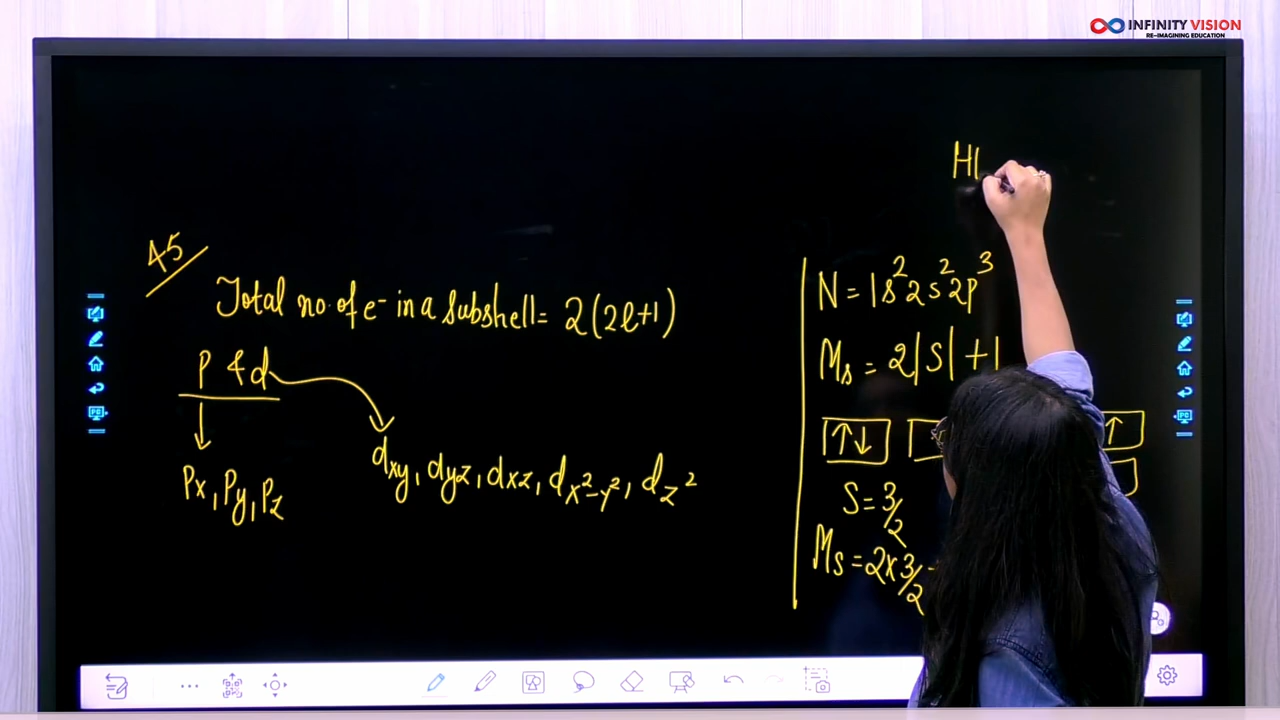 INFINITY VISION
RE-IMAGINING EDUCATION
45
Total no. of e- in a subshell = 2(2l+1)
p & d
Px, Py, Pz
dxy, dyz, dxz, dx²-y², dz²
N = 1s² 2s² 2p³
Ms = 2|S| + 1
↑↓ ↑
S = 3/2
Ms = 2×3/2